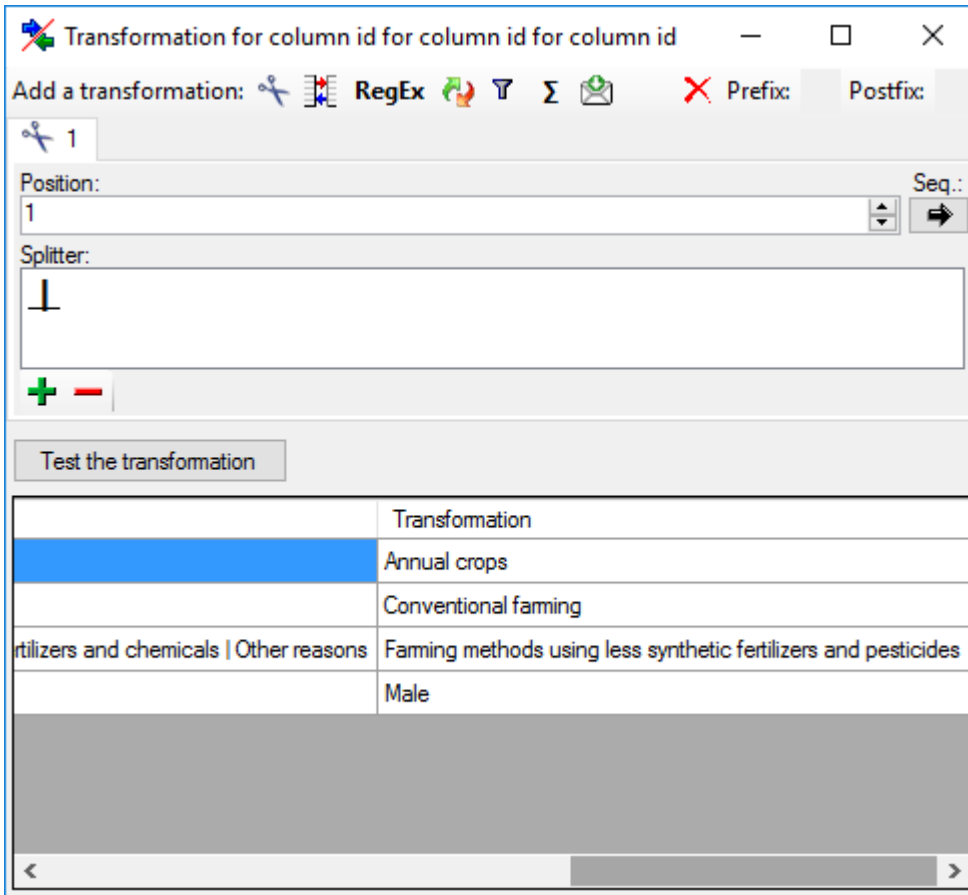 Transformation for column id for column id for column id
Add a transformation: RegEx Σ Prefix: Postfix:
1
Position: Seq.:
1
Splitter:
|
Test the transformation
Transformation
Annual crops
Conventional farming
rtilizers and chemicals | Other reasons Farming methods using less synthetic fertilizers and pesticides
Male